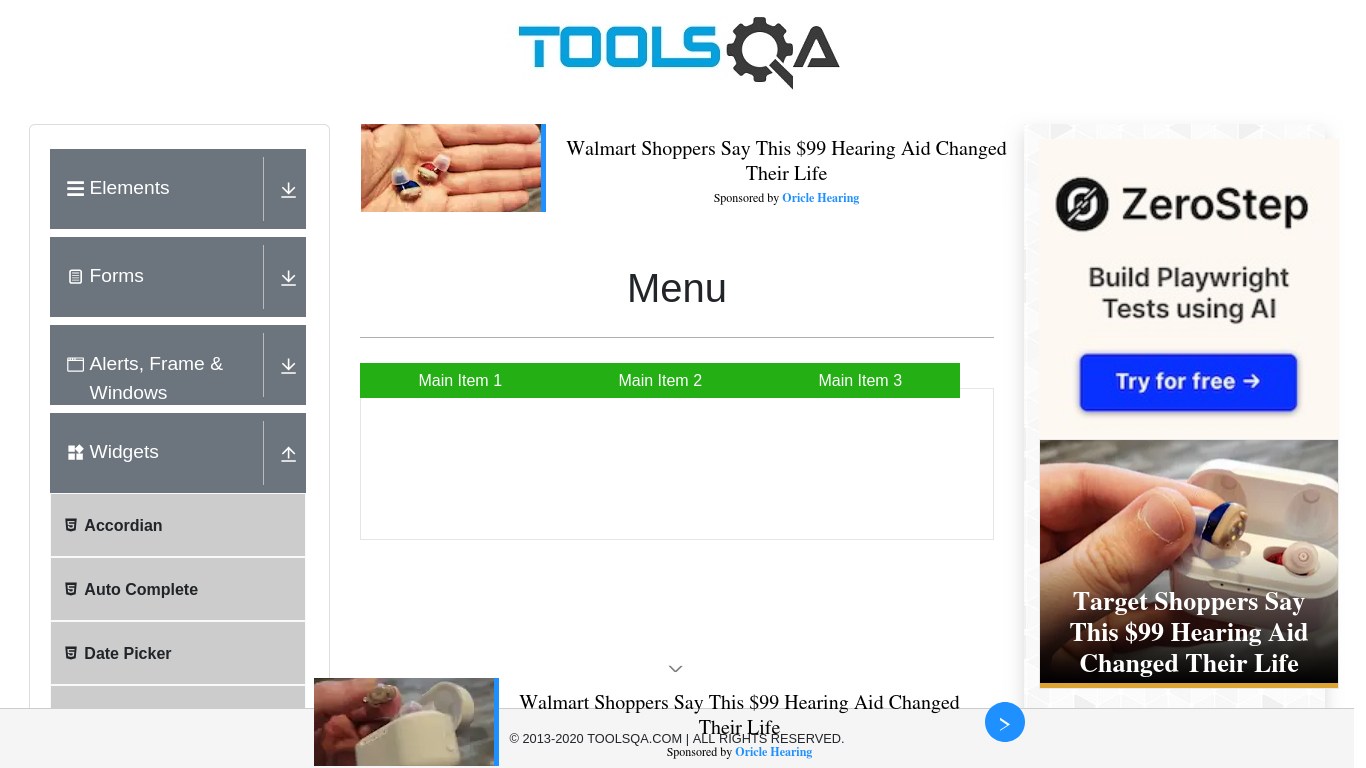 TOOLSQA
Elements
Forms
Alerts, Frame &
Windows
Widgets
Accordian
Auto Complete
Date Picker
Walmart Shoppers Say This $99 Hearing Aid Changed
Their Life
Sponsored by Oricle Hearing
Menu
Main Item 1
Main Item 2
Main Item 3
ZeroStep
Build Playwright
Tests using AI
Try for free →
Target Shoppers Say
This $99 Hearing Aid
Changed Their Life
Walmart Shoppers Say This $99 Hearing Aid Changed
Their Life
© 2013-2020 TOOLSQA.COM | ALL RIGHTS RESERVED.
Sponsored by Oricle Hearing